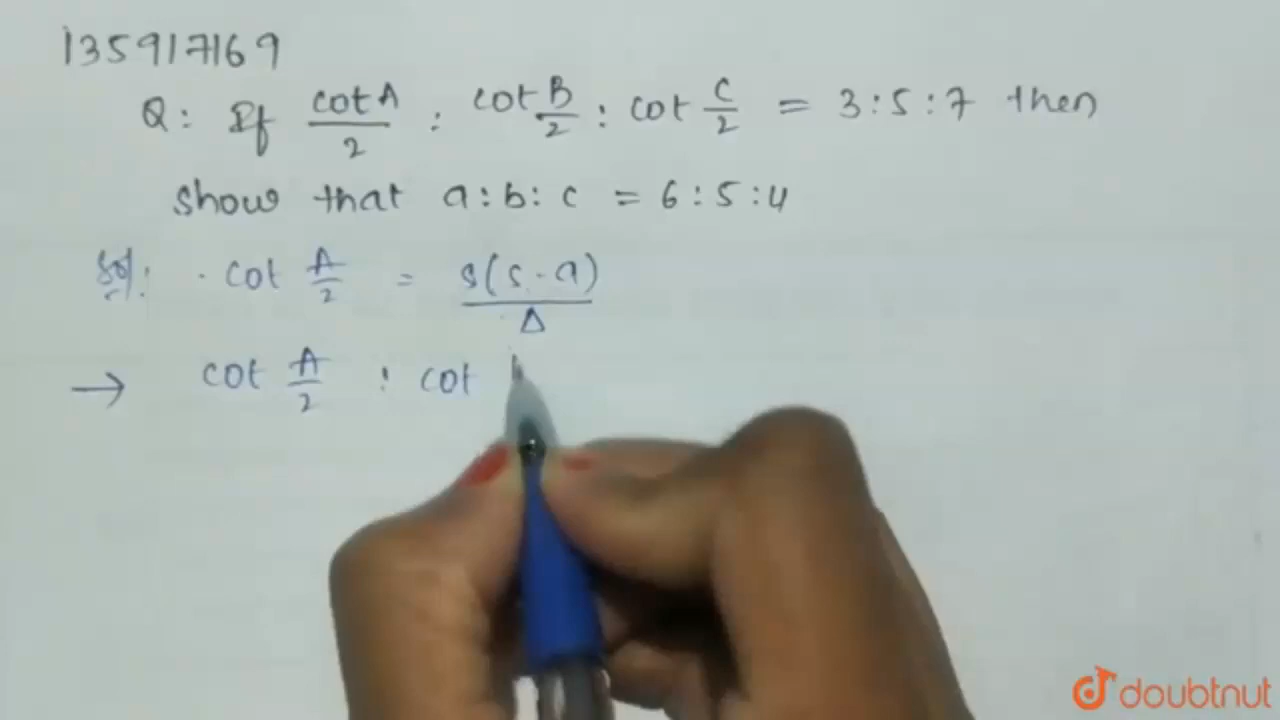 135917169
Q: If cot A/2 : cot B/2 : cot C/2 = 3:5:7 then
show that a:b:c = 6:5:4
Sol: . cot A/2 = s(s-a)/Δ
→ cot A/2 : cot
doubtnut